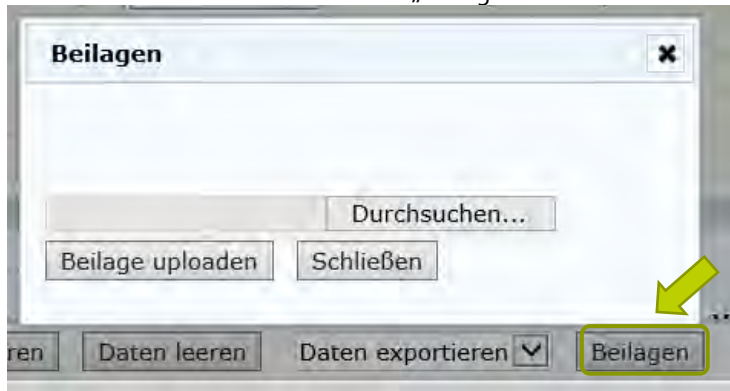 Beilagen
Durchsuchen...
Beilage uploaden Schließen
Daten leeren Daten exportieren Beilagen